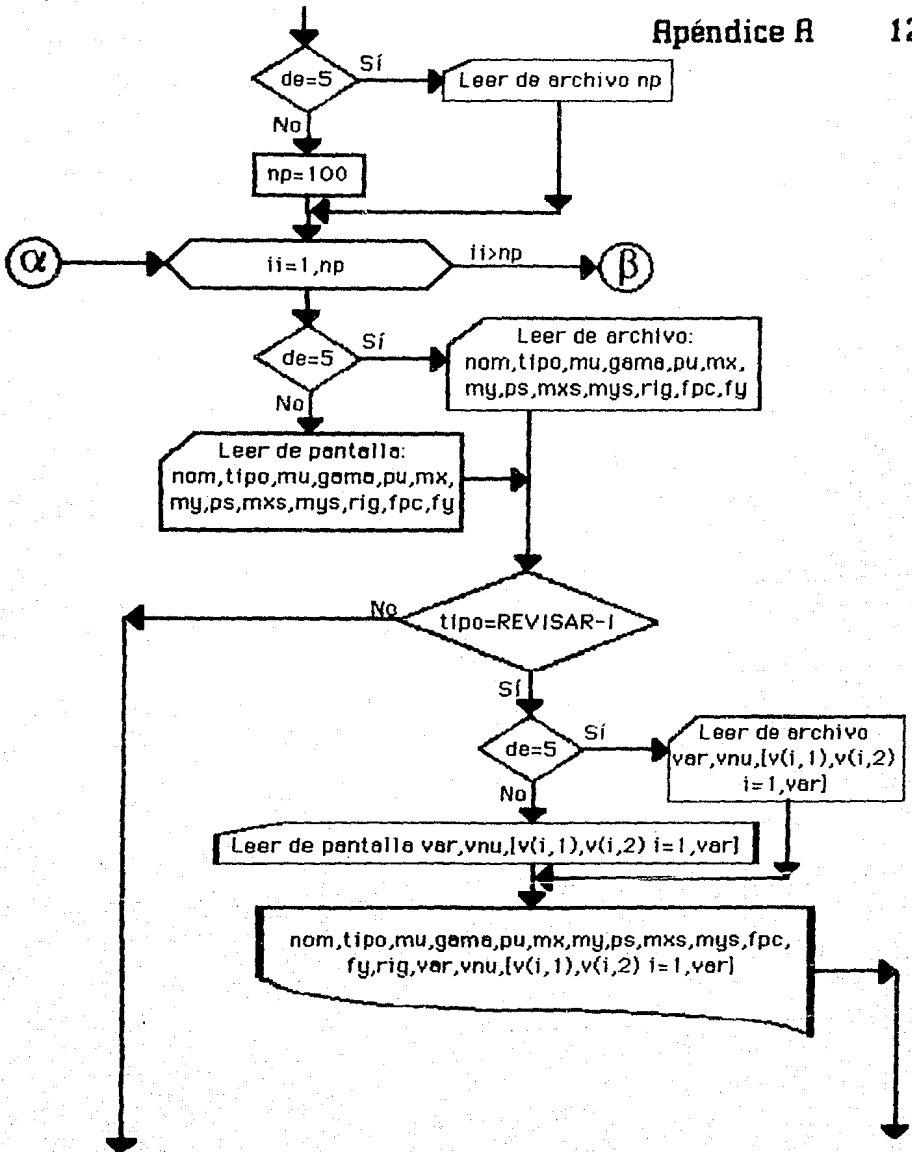 Apéndice A 12
de=5
Sí
Leer de archivo np
No
np=100
α
ii=1,np
ii>np
β
de=5
Sí
Leer de archivo:
nom,tipo,mu,gama,pu,mx,
my,ps,mxs,mys,rig,fpc,fy
No
Leer de pantalla:
nom,tipo,mu,gama,pu,mx,
my,ps,mxs,mys,rig,fpc,fy
No
tipo=REVISAR-1
Sí
de=5
Sí
Leer de archivo
var,vnu,[v(i,1),v(i,2)
i=1,var]
No
Leer de pantalla var,vnu,[v(i,1),v(i,2) i=1,var]
nom,tipo,mu,gama,pu,mx,my,ps,mxs,mys,fpc,
fy,rig,var,vnu,[v(i,1),v(i,2) i=1,var]